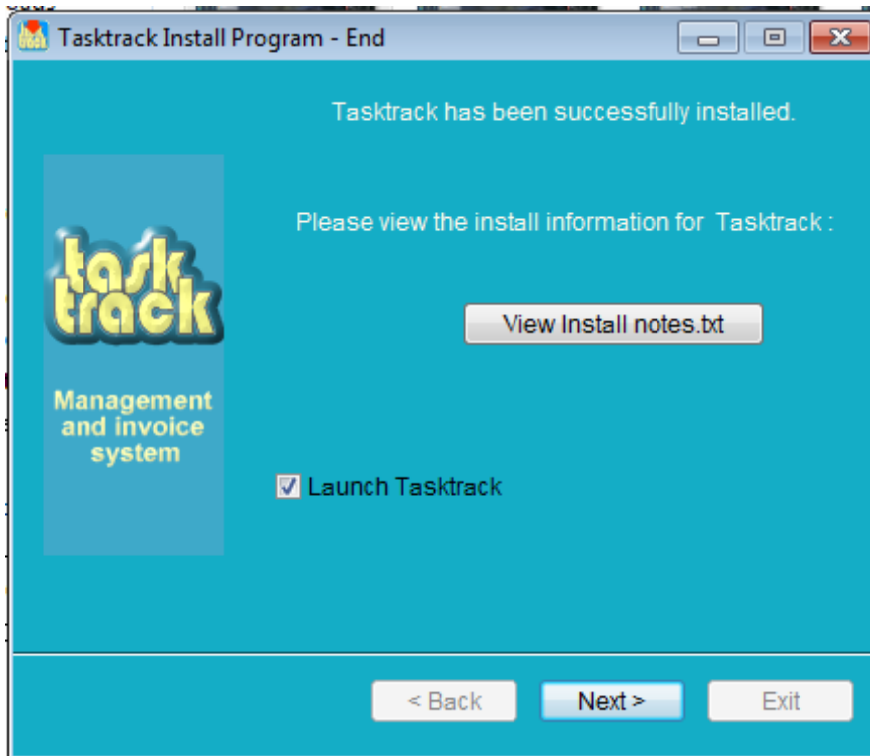 Tasktrack Install Program - End
Tasktrack has been successfully installed.
Please view the install information for Tasktrack :
task
track
View Install notes.txt
Management
and invoice
system
Launch Tasktrack
< Back
Next >
Exit